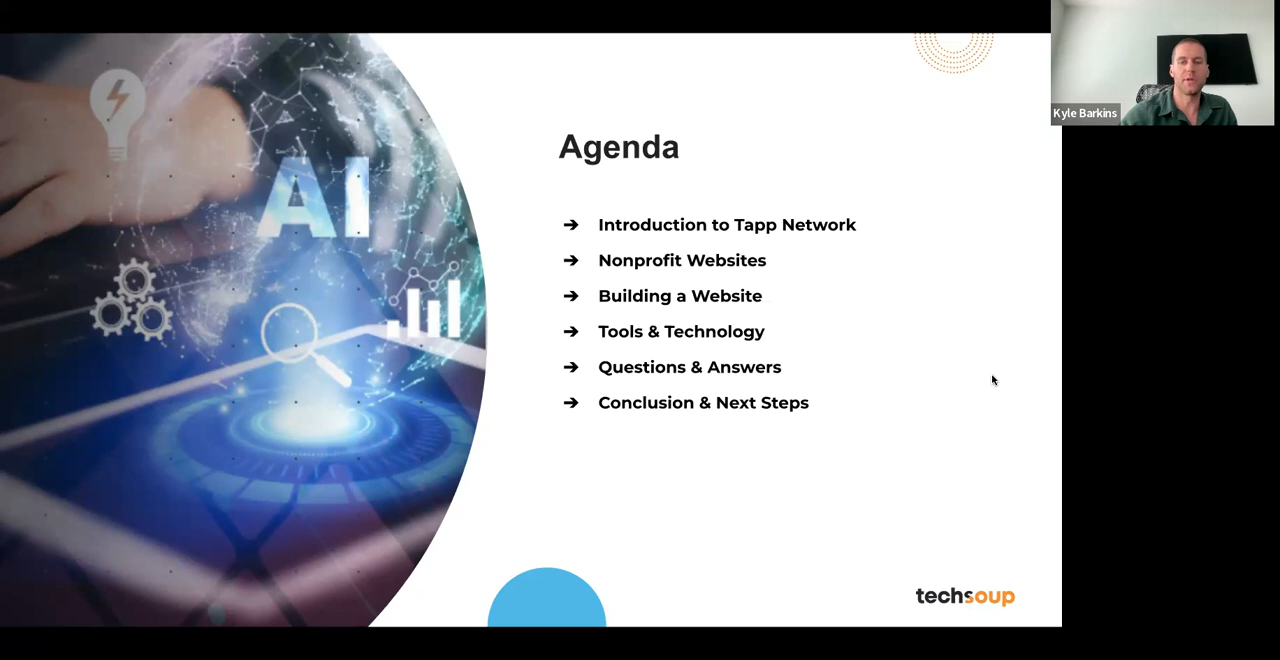 Kyle Barkins
AI
Agenda
➔ Introduction to Tapp Network
➔ Nonprofit Websites
➔ Building a Website
➔ Tools & Technology
➔ Questions & Answers
➔ Conclusion & Next Steps
techsoup